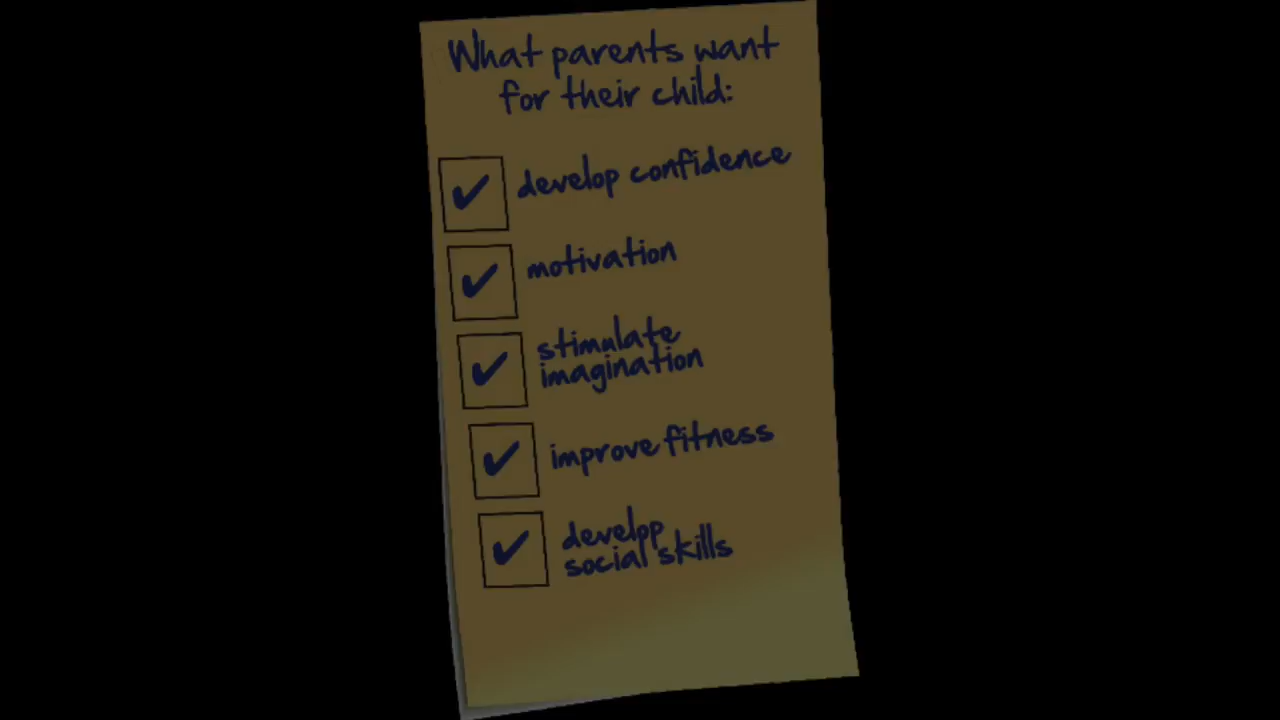 What parents want
for their child:
develop confidence
motivation
stimulate
imagination
improve fitness
develop
social skills